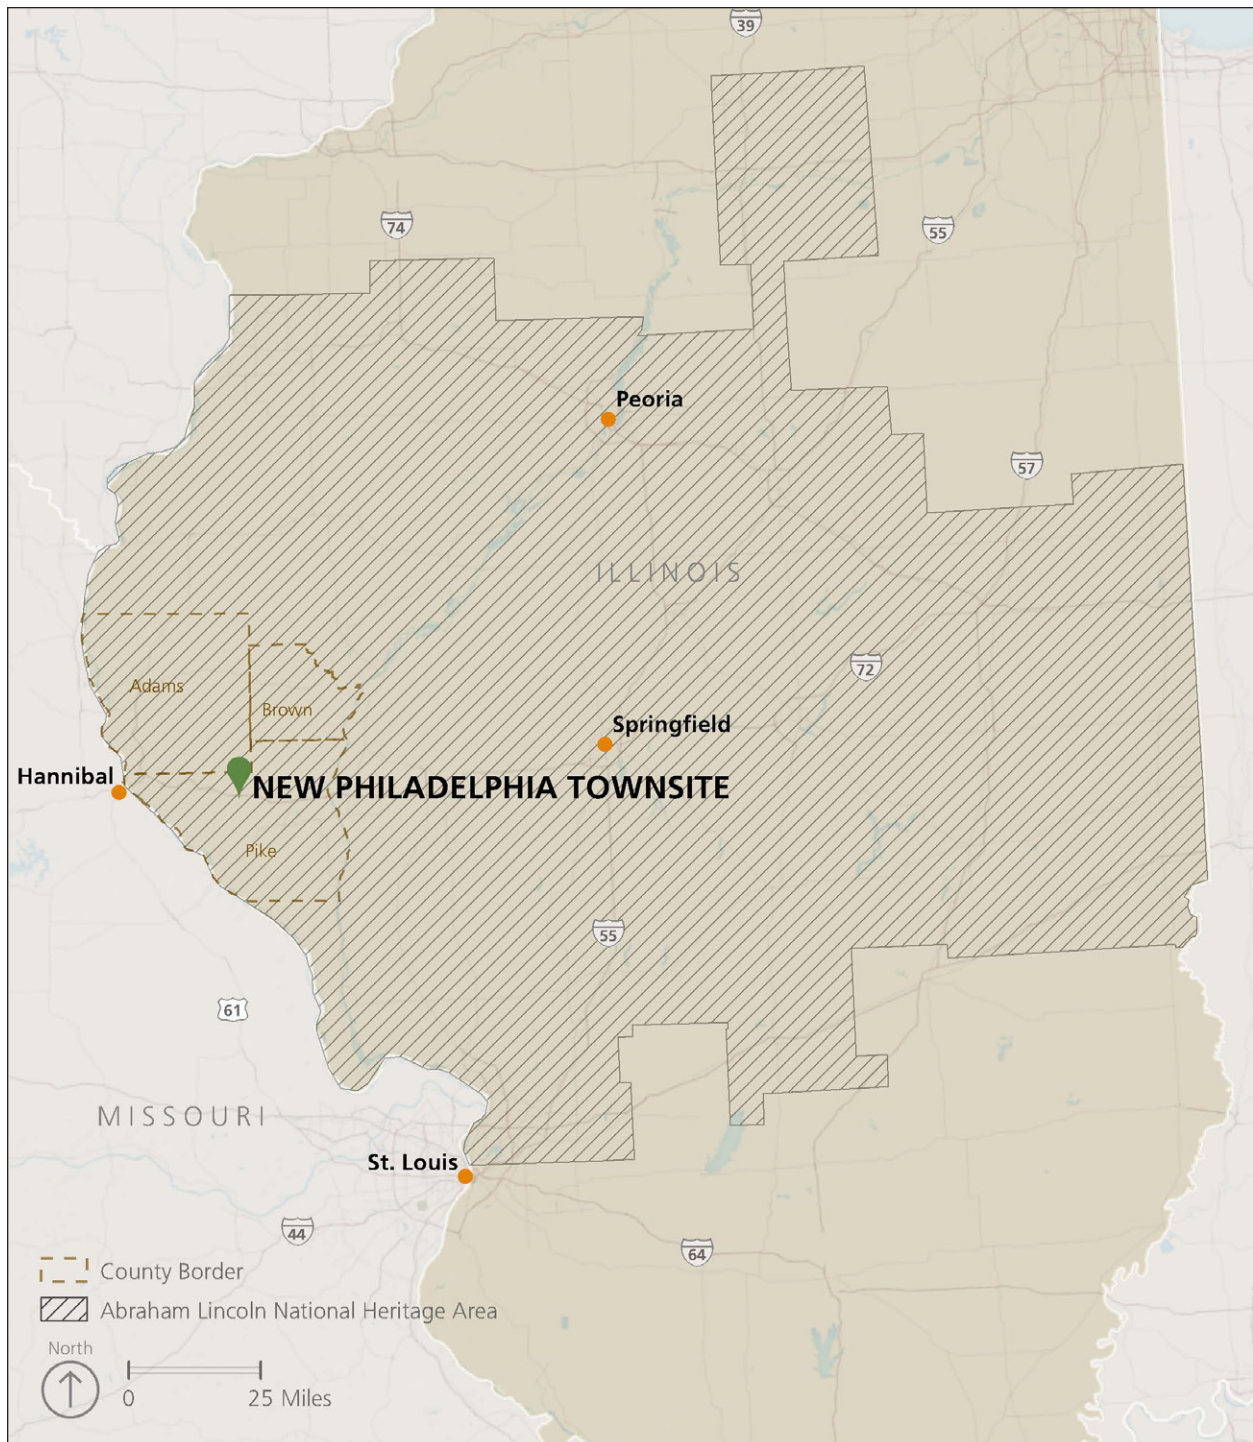 39
74
55
Peoria
57
ILLINOIS
72
Adams
Brown
Springfield
Hannibal
NEW PHILADELPHIA TOWNSITE
Pike
55
61
MISSOURI
St. Louis
44
64
County Border
Abraham Lincoln National Heritage Area
North
0
25 Miles